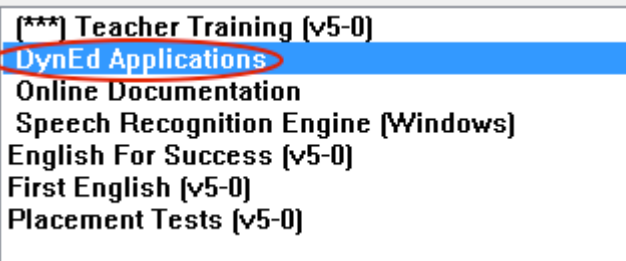 (***) Teacher Training (v5-0)
DynEd Applications
Online Documentation
Speech Recognition Engine (Windows)
English For Success (v5-0)
First English (v5-0)
Placement Tests (v5-0)